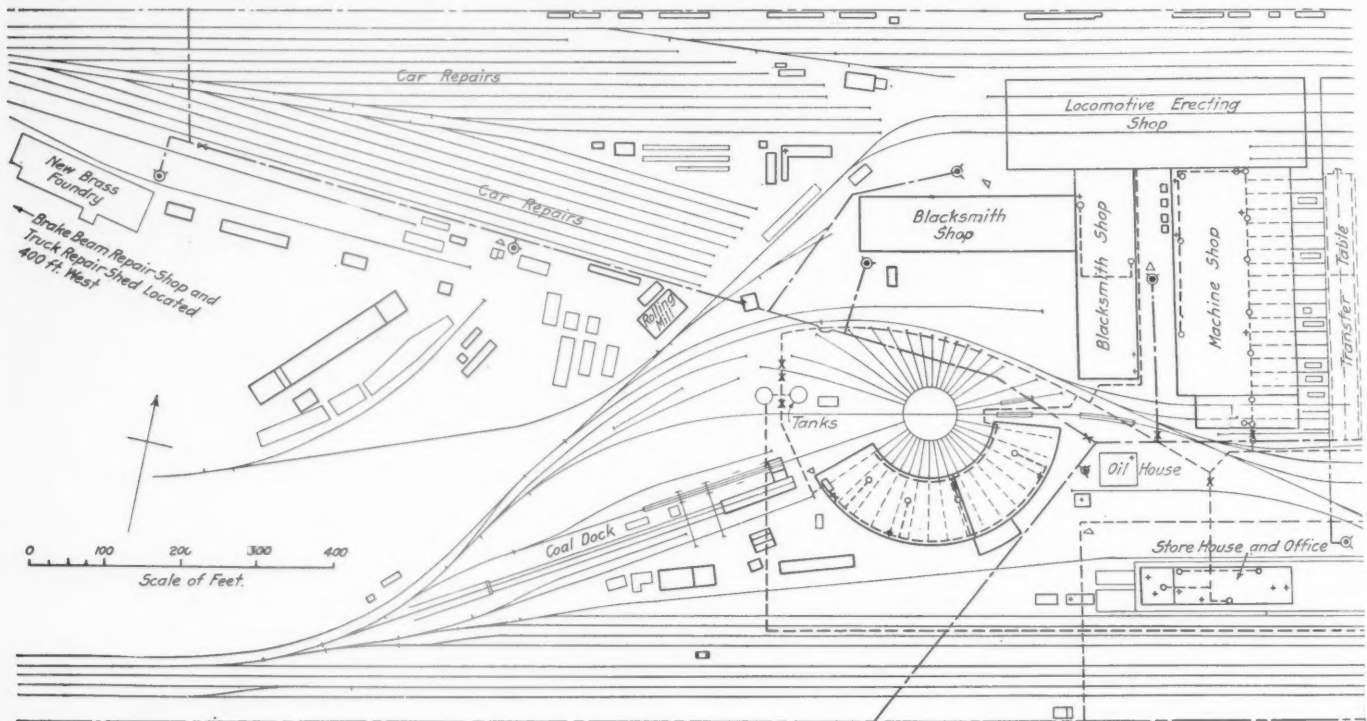 Car Repairs
Locomotive Erecting
Shop
New Brass
Foundry
Car Repairs
Brake Beam Repair Shop and
Truck Repair Shed Located
400 ft. West
Blacksmith
Shop
Blacksmith Shop
Machine Shop
Transfer Table
Rolling
Mill
Tanks
Oil House
Coal Dock
Store House and Office
0 100 200 300 400
Scale of Feet.